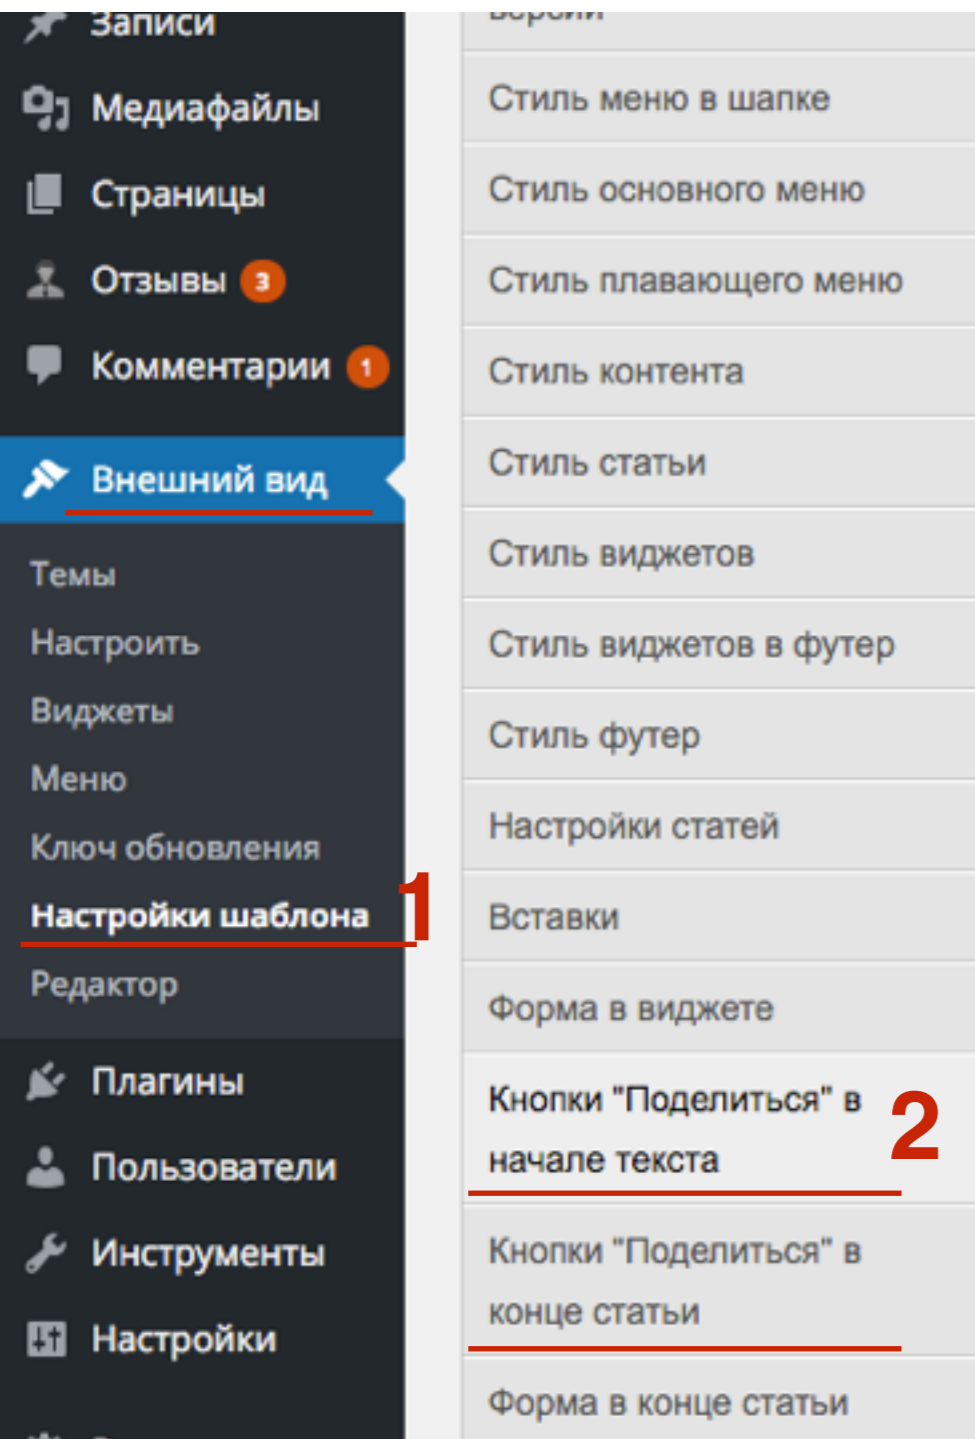 Записи
Медиафайлы
Страницы
Отзывы 3
Комментарии 1
Внешний вид
Темы
Настроить
Виджеты
Меню
Ключ обновления
Настройки шаблона
1
Редактор
Плагины
Пользователи
Инструменты
Настройки
версии
Стиль меню в шапке
Стиль основного меню
Стиль плавающего меню
Стиль контента
Стиль статьи
Стиль виджетов
Стиль виджетов в футер
Стиль футер
Настройки статей
Вставки
Форма в виджете
Кнопки "Поделиться" в
начале текста
2
Кнопки "Поделиться" в
конце статьи
Форма в конце статьи